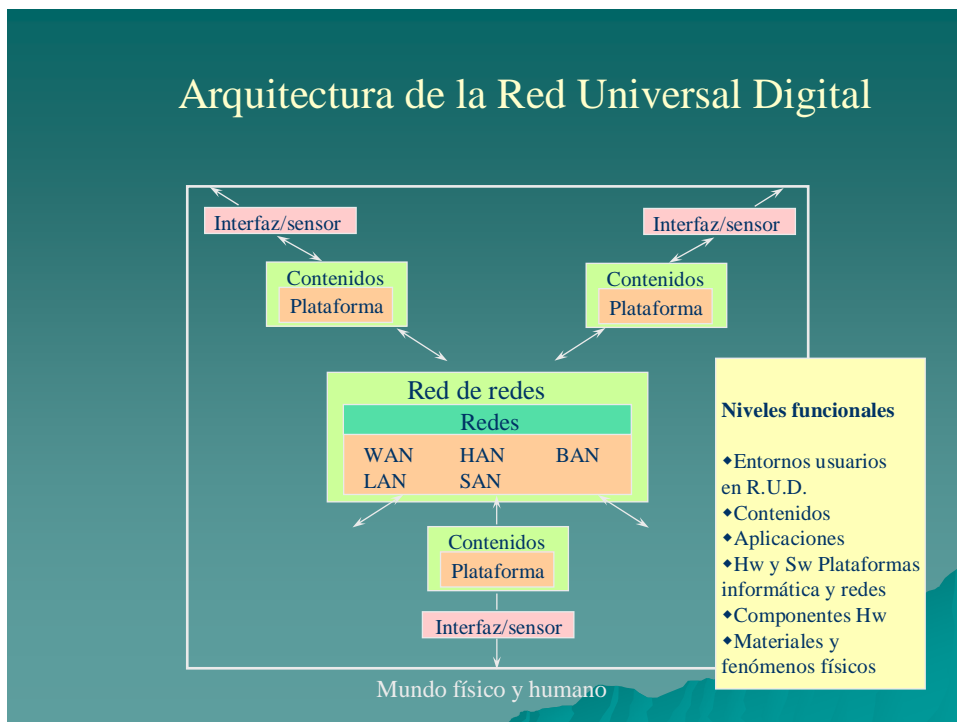 Arquitectura de la Red Universal Digital
Interfaz/sensor
Interfaz/sensor
Contenidos
Plataforma
Contenidos
Plataforma
Red de redes
Redes
WAN HAN BAN
LAN SAN
Contenidos
Plataforma
Interfaz/sensor
Mundo físico y humano
Niveles funcionales
◆Entornos usuarios
en R.U.D.
◆Contenidos
◆Aplicaciones
◆Hw y Sw Plataformas
informática y redes
◆Componentes Hw
◆Materiales y
fenómenos físicos